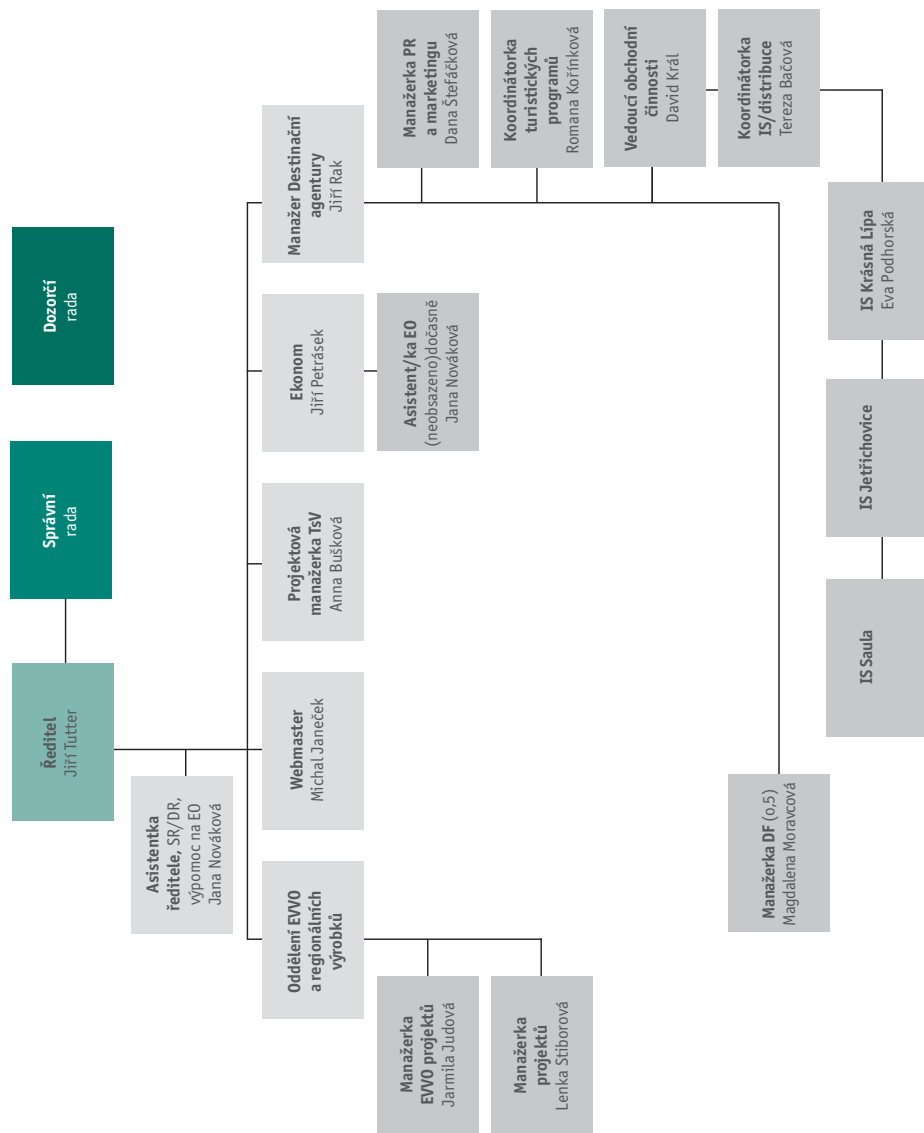 Ředitel
Jiří Tutter
Správní
rada
Dozorčí
rada
Asistentka
ředitele, SR/DR,
výpomoc na EO
Jana Nováková
Oddělení EVVO
a regionálních
výrobků
Webmaster
Michal Janeček
Projektová
manažerka TsV
Anna Bušková
Ekonom
Jiří Petrásek
Manažer Destinační
agentury
Jiří Rak
Manažerka
EVVO projektů
Jarmila Judová
Manažerka
projektů
Lenka Stiborová
Asistent/ka EO
(neobsazeno)dočasně
Jana Nováková
Manažerka PR
a marketingu
Dana Štefáčková
Koordinátorka
turistických
programů
Romana Kořínková
Vedoucí obchodní
činnosti
David Král
Koordinátorka
IS/distribuce
Tereza Bačová
Manažerka DF (0,5)
Magdalena Moravcová
IS Saula
IS Jetřichovice
IS Krásná Lípa
Eva Podhorská